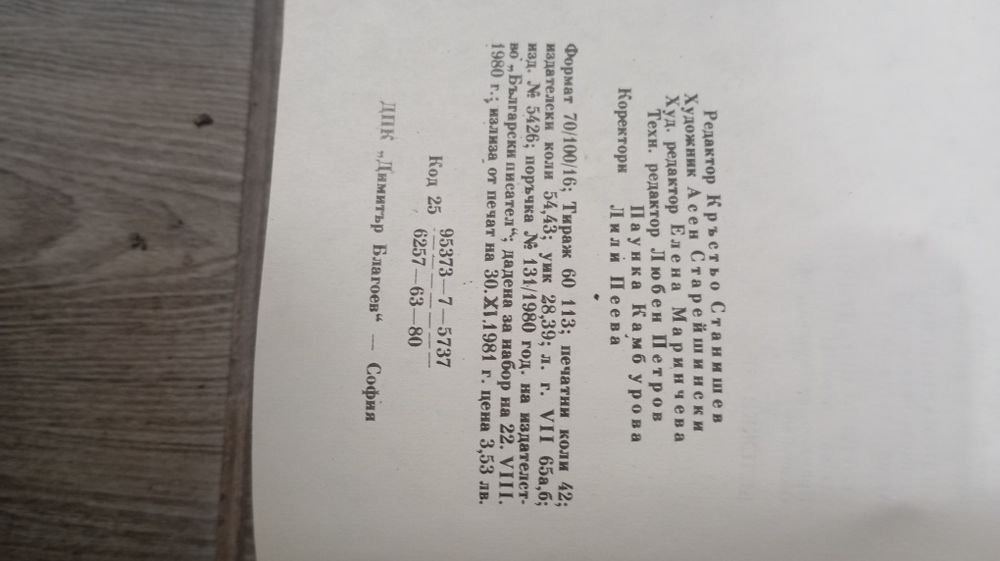 Редактор Кръстьо Станишев
Художник Асен Старейшински
Худ. редактор Елена Маринчева
Техн. редактор Любен Петров
Паунка Камбурова
Коректори Лили Пеева
Формат 70/100/16; Тираж 60 113; печатни коли 42;
издателски коли 54,43; уик 28,39; л. г. VII 65а,б;
изд. № 5426; поръчка № 131/1980 год. на издателст-
во „Български писател“; дадена за набор на 22. VIII.
1980 г.; излиза от печат на 30.XI.1981 г. цена 3,53 лв.
95373—7—5737
Код 25
6257—63—80
ДПК „Димитър Благоев“ — София